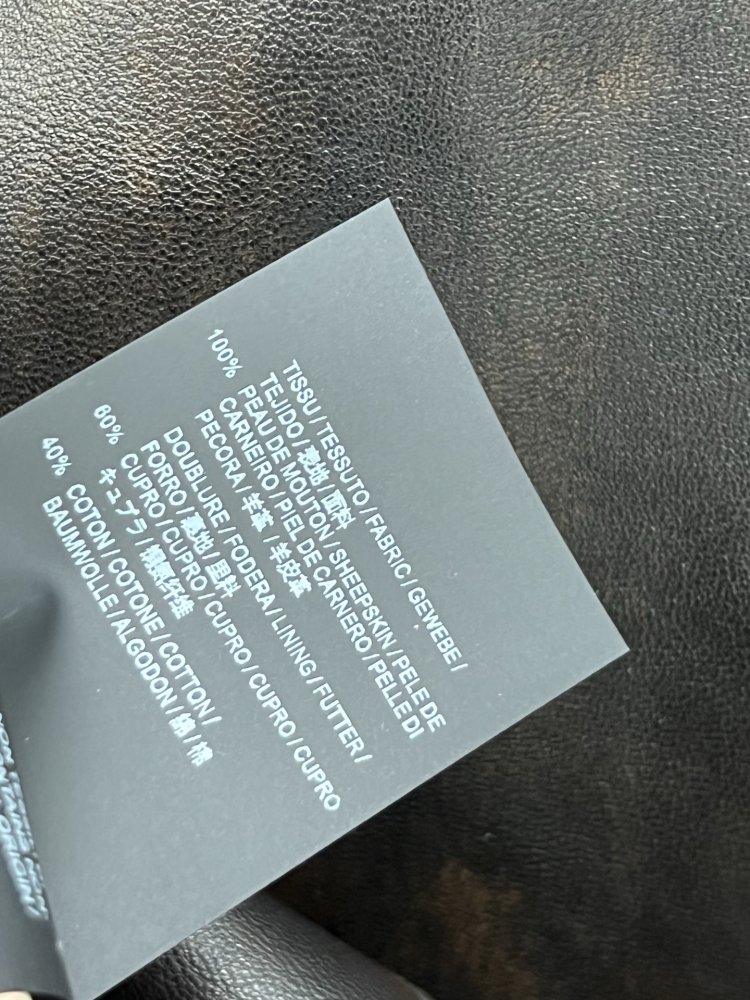 TISSU / TESSUTO / FABRIC / GEWEBE /
TEJIDO / 表地 / 面料
100% PEAU DE MOUTON / SHEEPSKIN / PELE DE
CARNEIRO / PIEL DE CARNERO / PELLE DI
PECORA / 羊革 / 羊皮革
DOUBLURE / FODERA / LINING / FUTTER /
FORRO / 裏地 / 里料
60% CUPRO / CUPRO / CUPRO / CUPRO / CUPRO
キュプラ / 铜氨纤维
40% COTON / COTONE / COTTON /
BAUMWOLLE / ALGODON / 綿 / 棉